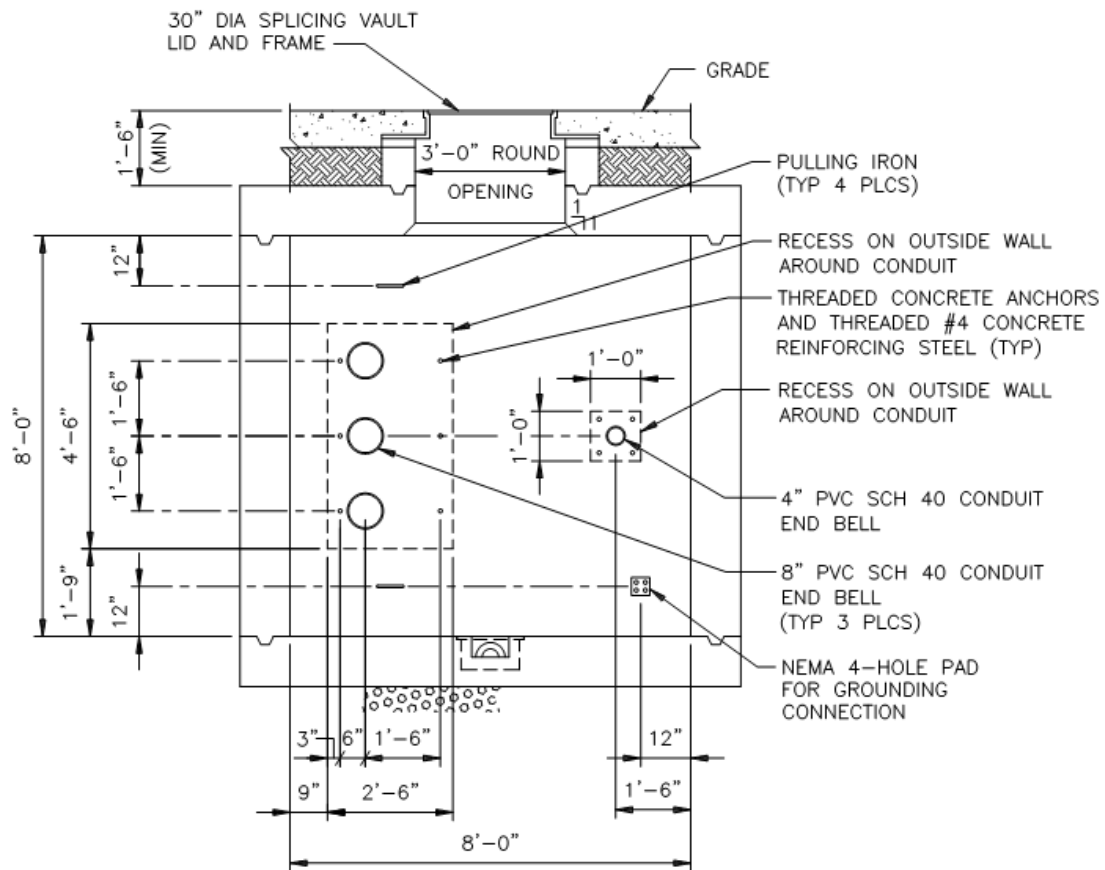 30” DIA SPLICING VAULT
LID AND FRAME
GRADE
1’-6”
(MIN)
3’-0” ROUND
OPENING
1
1
PULLING IRON
(TYP 4 PLCS)
RECESS ON OUTSIDE WALL
AROUND CONDUIT
THREADED CONCRETE ANCHORS
AND THREADED #4 CONCRETE
REINFORCING STEEL (TYP)
RECESS ON OUTSIDE WALL
AROUND CONDUIT
4” PVC SCH 40 CONDUIT
END BELL
8” PVC SCH 40 CONDUIT
END BELL
(TYP 3 PLCS)
NEMA 4-HOLE PAD
FOR GROUNDING
CONNECTION
12”
8’-0”
4’-6”
1’-6”
1’-6”
1’-9”
12”
1’-0”
1’-0”
3”
6”
1’-6”
12”
9”
2’-6”
1’-6”
8’-0”